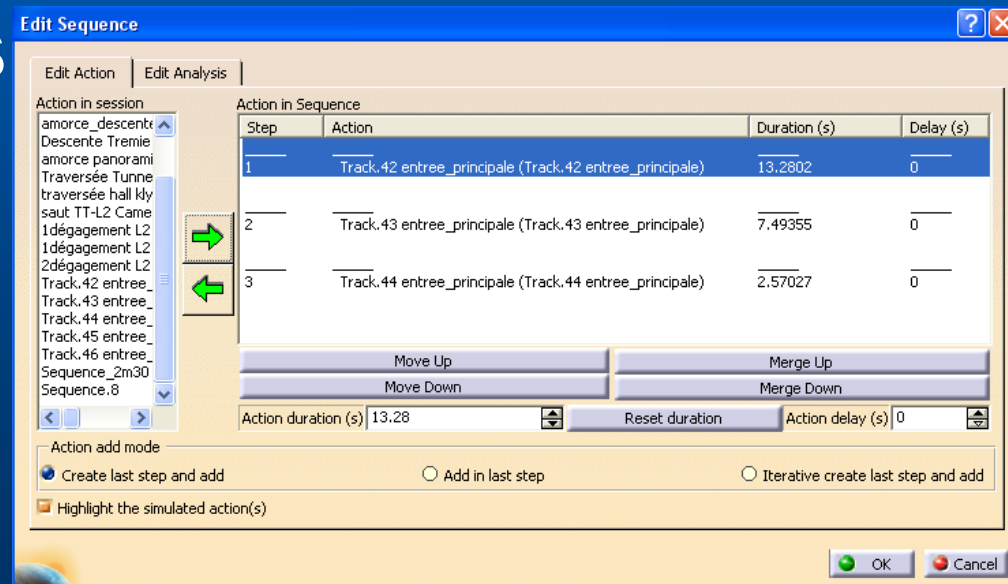 Edit Sequence
Edit Action Edit Analysis
Action in session
amorce_descente
Descente Tremie
amorce panorami
Traversée Tunne
traversée hall kly
saut TT-L2 Came
1dégagement L2
1dégagement L2
2dégagement L2
Track.42 entree_
Track.43 entree_
Track.44 entree_
Track.45 entree_
Track.46 entree_
Sequence_2m30
Sequence.8
Action in Sequence
Step Action Duration (s) Delay (s)
1 Track.42 entree_principale (Track.42 entree_principale) 13.2802 0
2 Track.43 entree_principale (Track.43 entree_principale) 7.49355 0
3 Track.44 entree_principale (Track.44 entree_principale) 2.57027 0
Move Up Merge Up
Move Down Merge Down
Action duration (s) 13.28 Reset duration Action delay (s) 0
Action add mode
Create last step and add Add in last step Iterative create last step and add
Highlight the simulated action(s)
OK Cancel